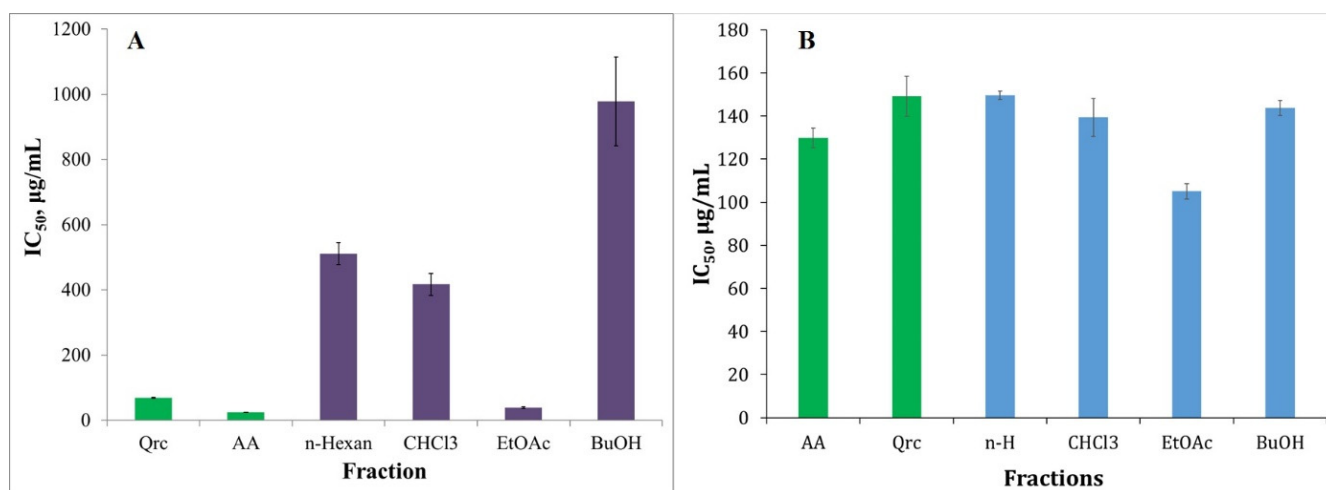 A
1200
1000
800
600
400
200
0
IC₅₀, µg/mL
Qrc AA n-Hexan CHCl3 EtOAc BuOH
Fraction
B
180
160
140
120
100
80
60
40
20
0
IC₅₀, µg/mL
AA Qrc n-H CHCl3 EtOAc BuOH
Fractions